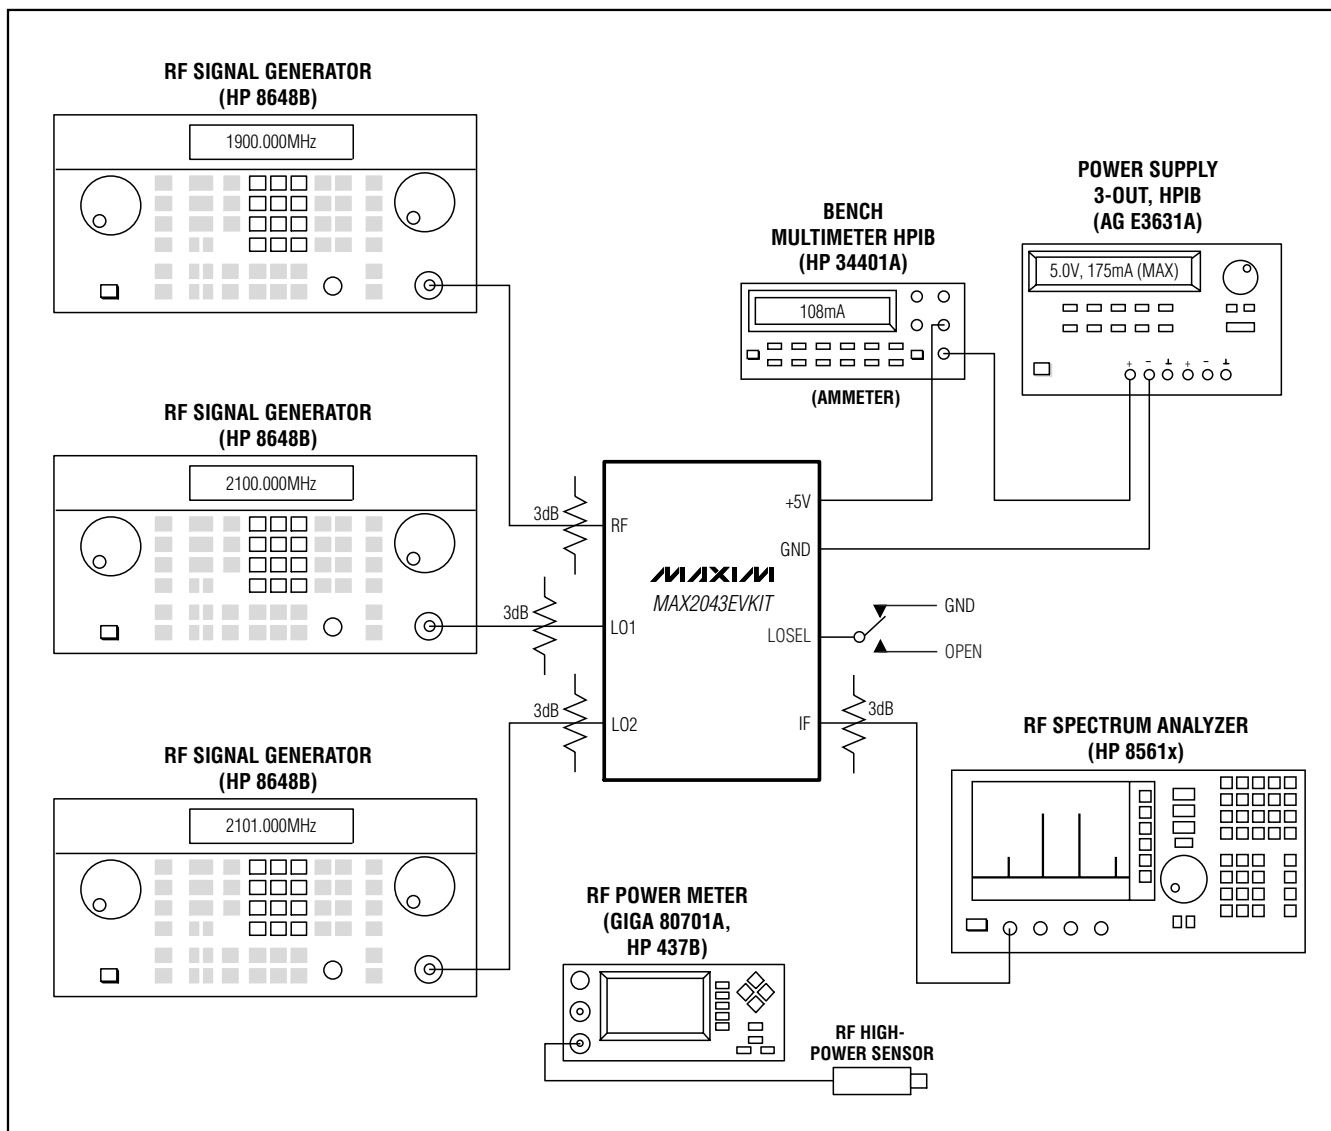 RF SIGNAL GENERATOR
(HP 8648B)
1900.000MHz
POWER SUPPLY
3-OUT, HPIB
(AG E3631A)
5.0V, 175mA (MAX)
+ - ⊥ + - ⊥
BENCH
MULTIMETER HPIB
(HP 34401A)
108mA
(AMMETER)
RF SIGNAL GENERATOR
(HP 8648B)
2100.000MHz
3dB
RF
+5V
GND
MAXIM
MAX2043EVKIT
3dB
LO1
LOSEL
GND
OPEN
3dB
LO2
IF
3dB
RF SIGNAL GENERATOR
(HP 8648B)
2101.000MHz
RF SPECTRUM ANALYZER
(HP 8561x)
RF POWER METER
(GIGA 80701A,
HP 437B)
RF HIGH-
POWER SENSOR